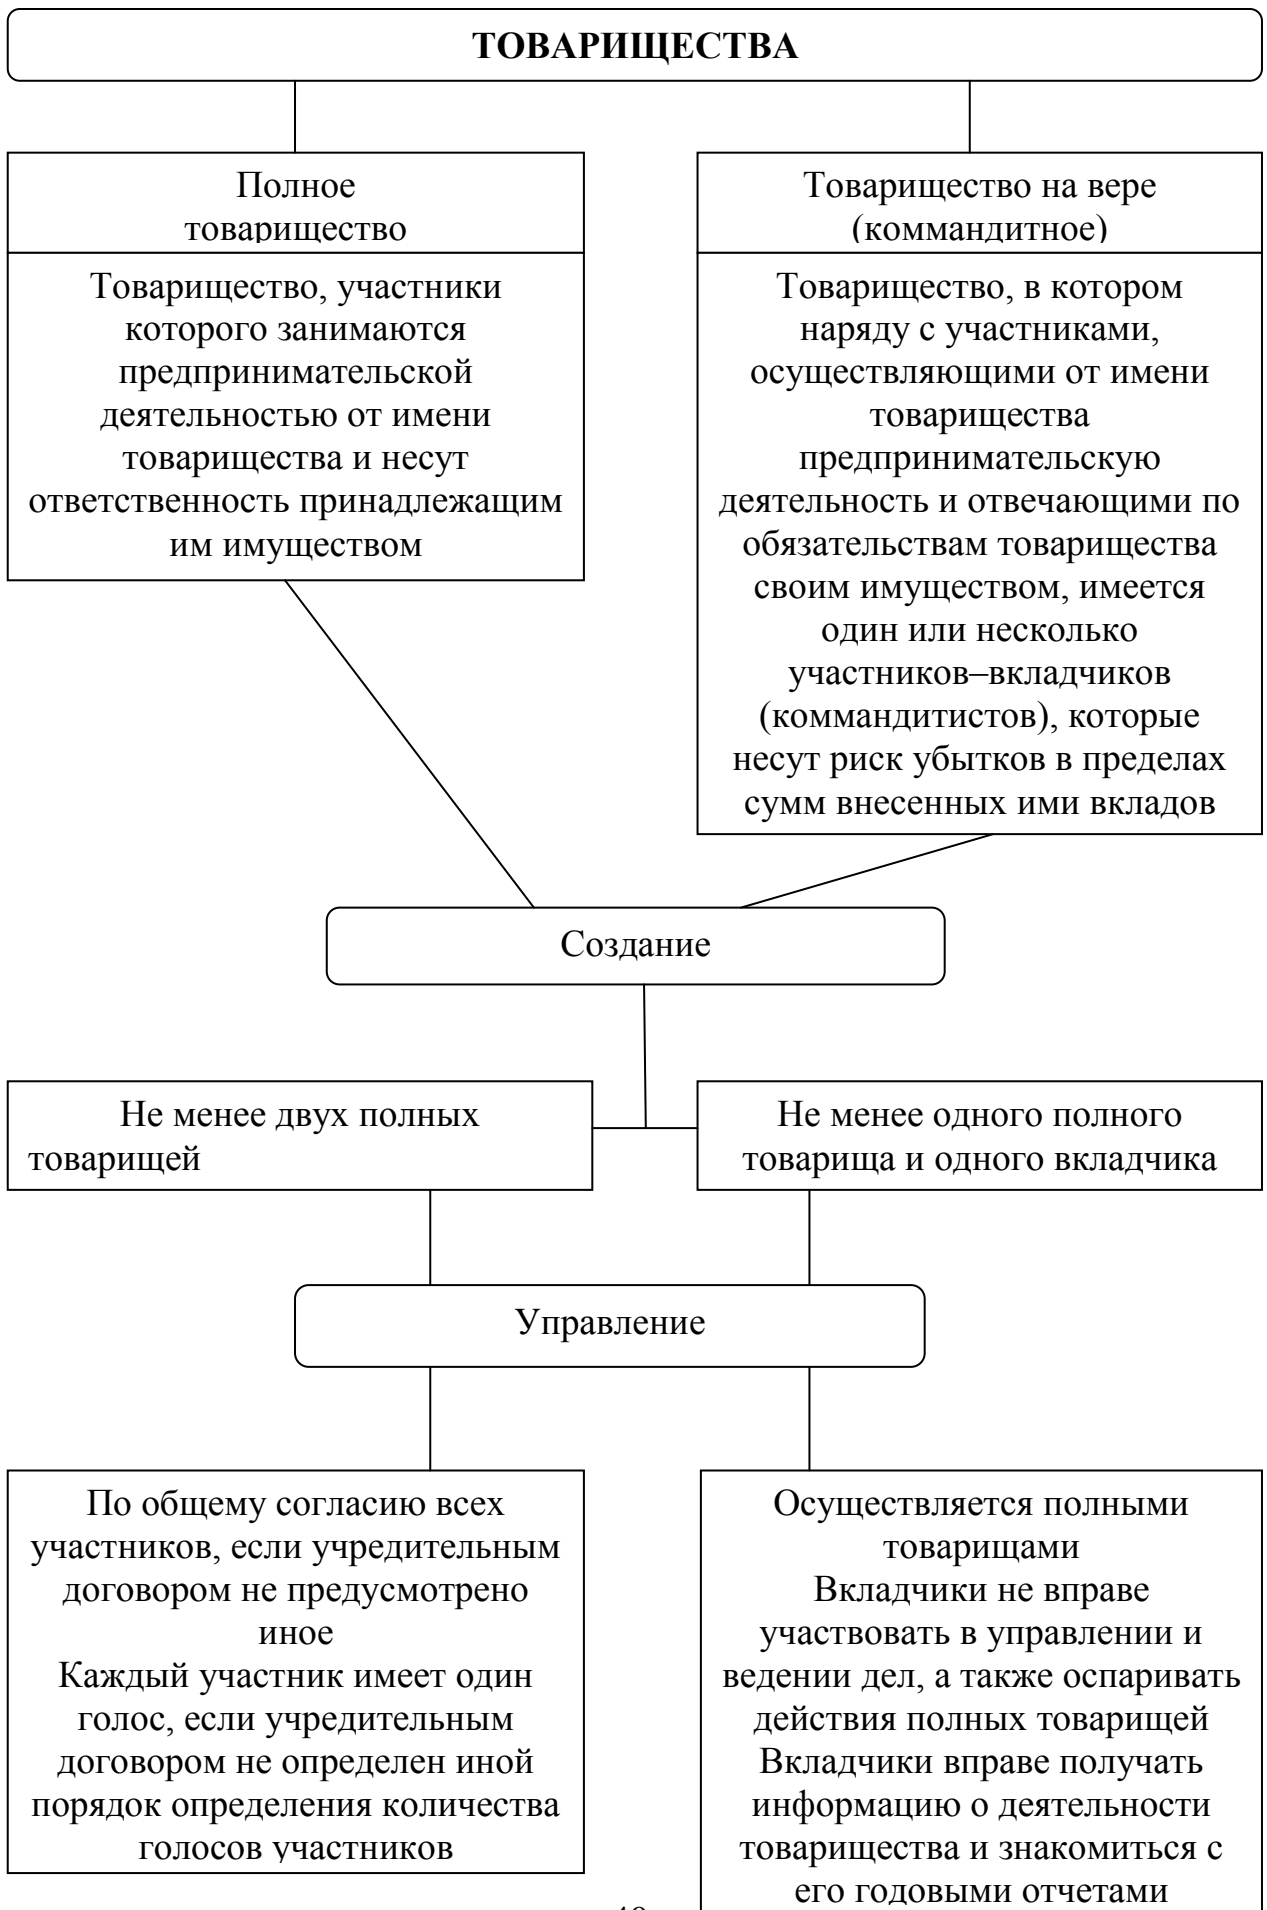 ТОВАРИЩЕСТВА
Полное
товарищество
Товарищество, участники
которого занимаются
предпринимательской
деятельностью от имени
товарищества и несут
ответственность принадлежащим
им имуществом
Товарищество на вере
(коммандитное)
Товарищество, в котором
наряду с участниками,
осуществляющими от имени
товарищества
предпринимательскую
деятельность и отвечающими по
обязательствам товарищества
своим имуществом, имеется
один или несколько
участников–вкладчиков
(коммандитистов), которые
несут риск убытков в пределах
сумм внесенных ими вкладов
Создание
Не менее двух полных
товарищей
Не менее одного полного
товарища и одного вкладчика
Управление
По общему согласию всех
участников, если учредительным
договором не предусмотрено
иное
Каждый участник имеет один
голос, если учредительным
договором не определен иной
порядок определения количества
голосов участников
Осуществляется полными
товарищами
Вкладчики не вправе
участвовать в управлении и
ведении дел, а также оспаривать
действия полных товарищей
Вкладчики вправе получать
информацию о деятельности
товарищества и знакомиться с
его годовыми отчетами